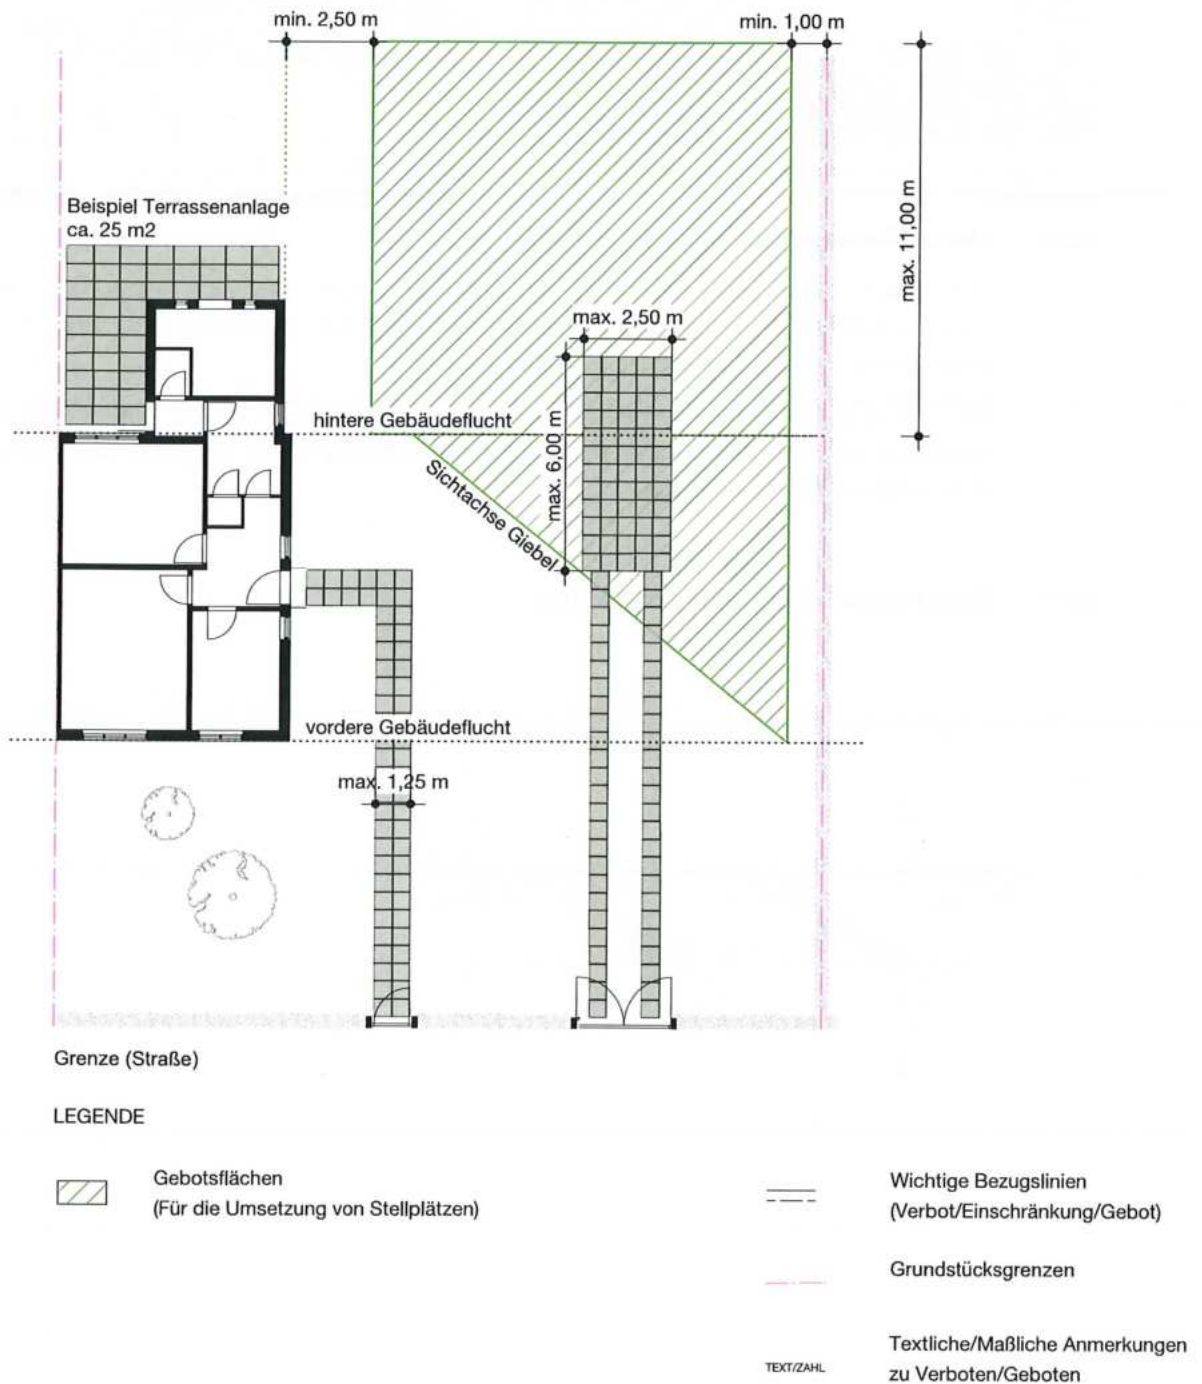 min. 2,50 m
min. 1,00 m
max. 11,00 m
Beispiel Terrassenanlage
ca. 25 m2
max. 2,50 m
hintere Gebäudeflucht
max. 6,00 m
Sichtachse Giebel
vordere Gebäudeflucht
max. 1,25 m
Grenze (Straße)
LEGENDE
Gebotsflächen
(Für die Umsetzung von Stellplätzen)
Wichtige Bezugslinien
(Verbot/Einschränkung/Gebot)
Grundstücksgrenzen
TEXT/ZAHL
Textliche/Maßliche Anmerkungen
zu Verboten/Geboten